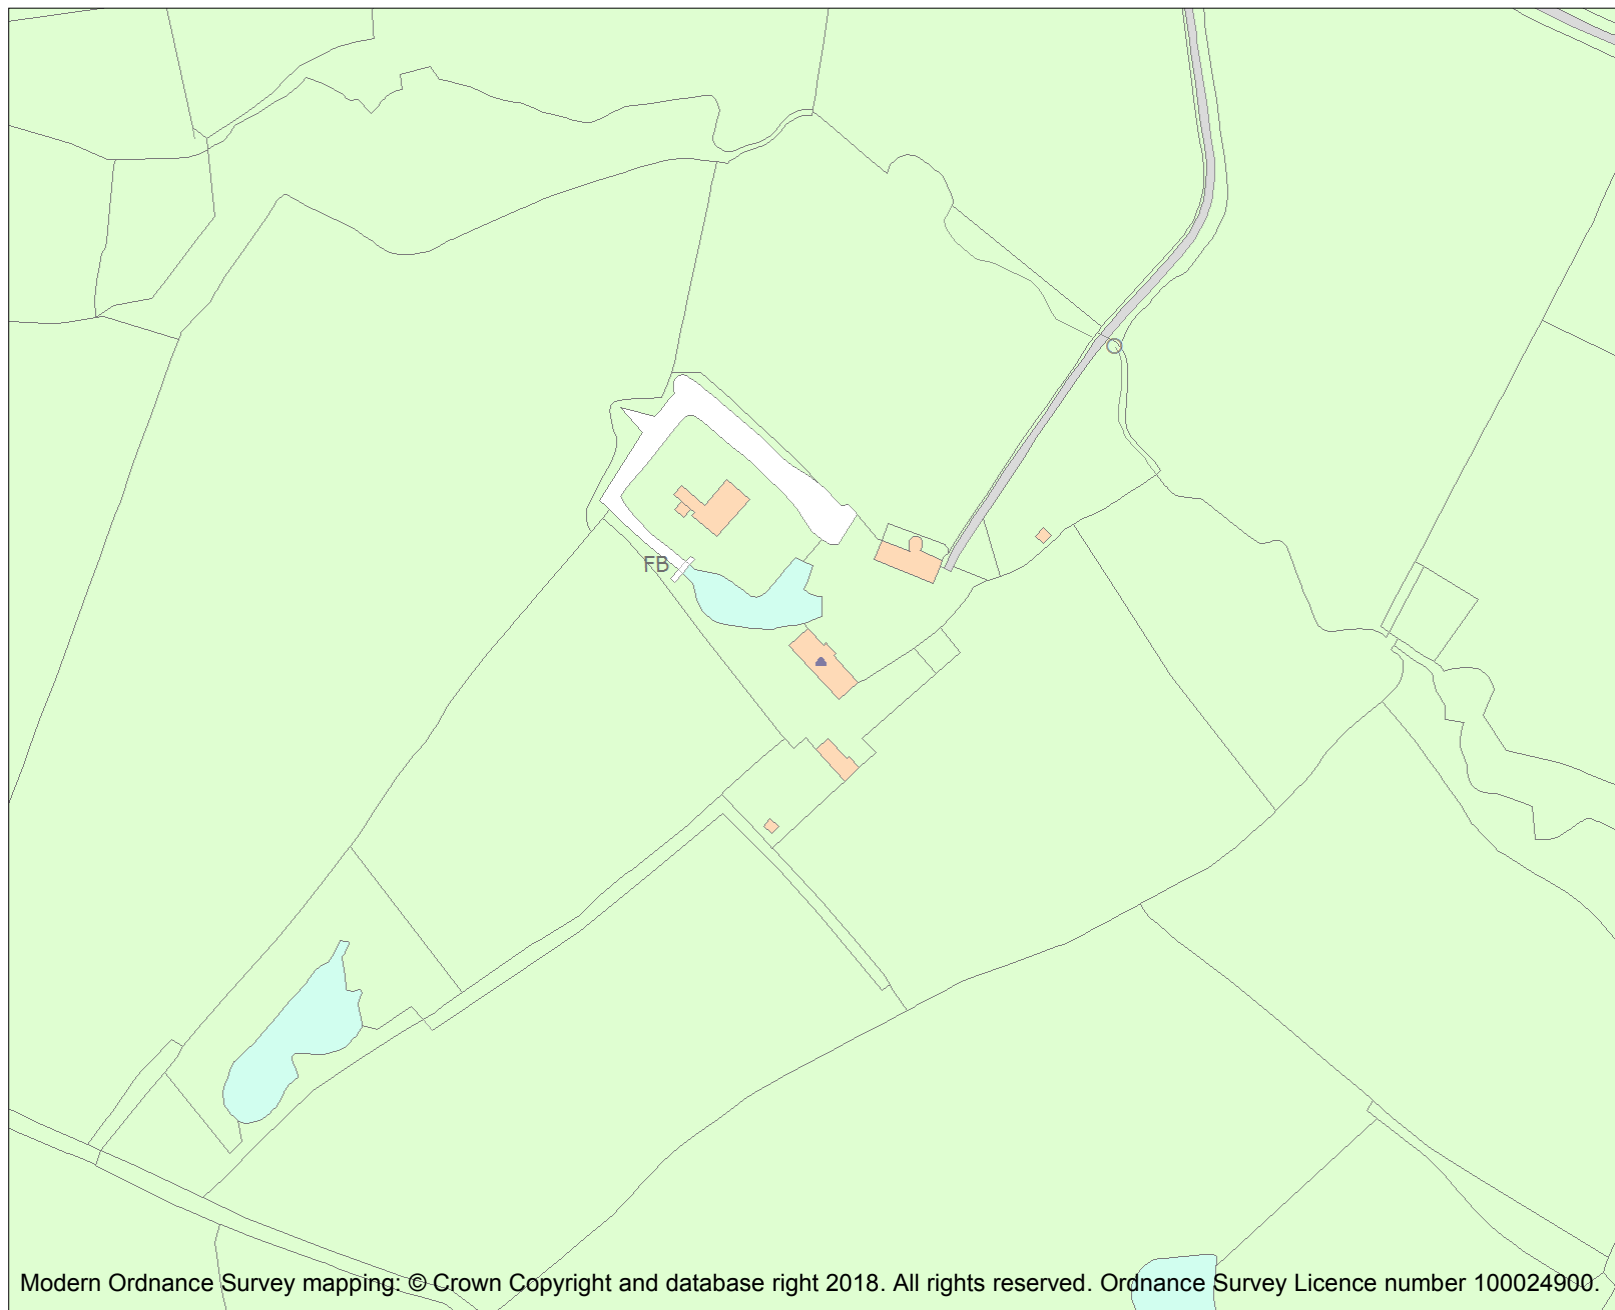 FB
Modern Ordnance Survey mapping: © Crown Copyright and database right 2018. All rights reserved. Ordnance Survey Licence number 100024900.